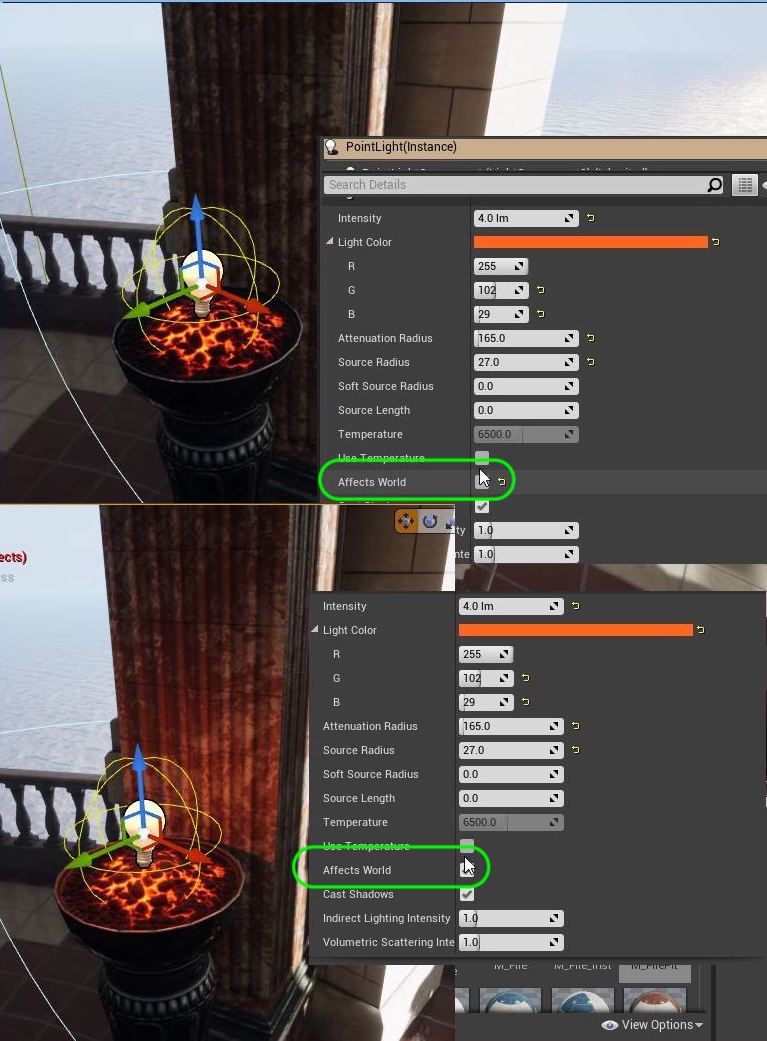 PointLight(Instance)
Search Details
Intensity 4.0 lm
Light Color
R 255
G 102
B 29
Attenuation Radius 165.0
Source Radius 27.0
Soft Source Radius 0.0
Source Length 0.0
Temperature 6500.0
Use Temperature
Affects World
ty 1.0
nte 1.0
ects)
ss
Intensity 4.0 lm
Light Color
R 255
G 102
B 29
Attenuation Radius 165.0
Source Radius 27.0
Soft Source Radius 0.0
Source Length 0.0
Temperature 6500.0
Use Temperature
Affects World
Cast Shadows
Indirect Lighting Intensity 1.0
Volumetric Scattering Inte 1.0
M_Fire M_Fire_Inst M_FirePit
View Options